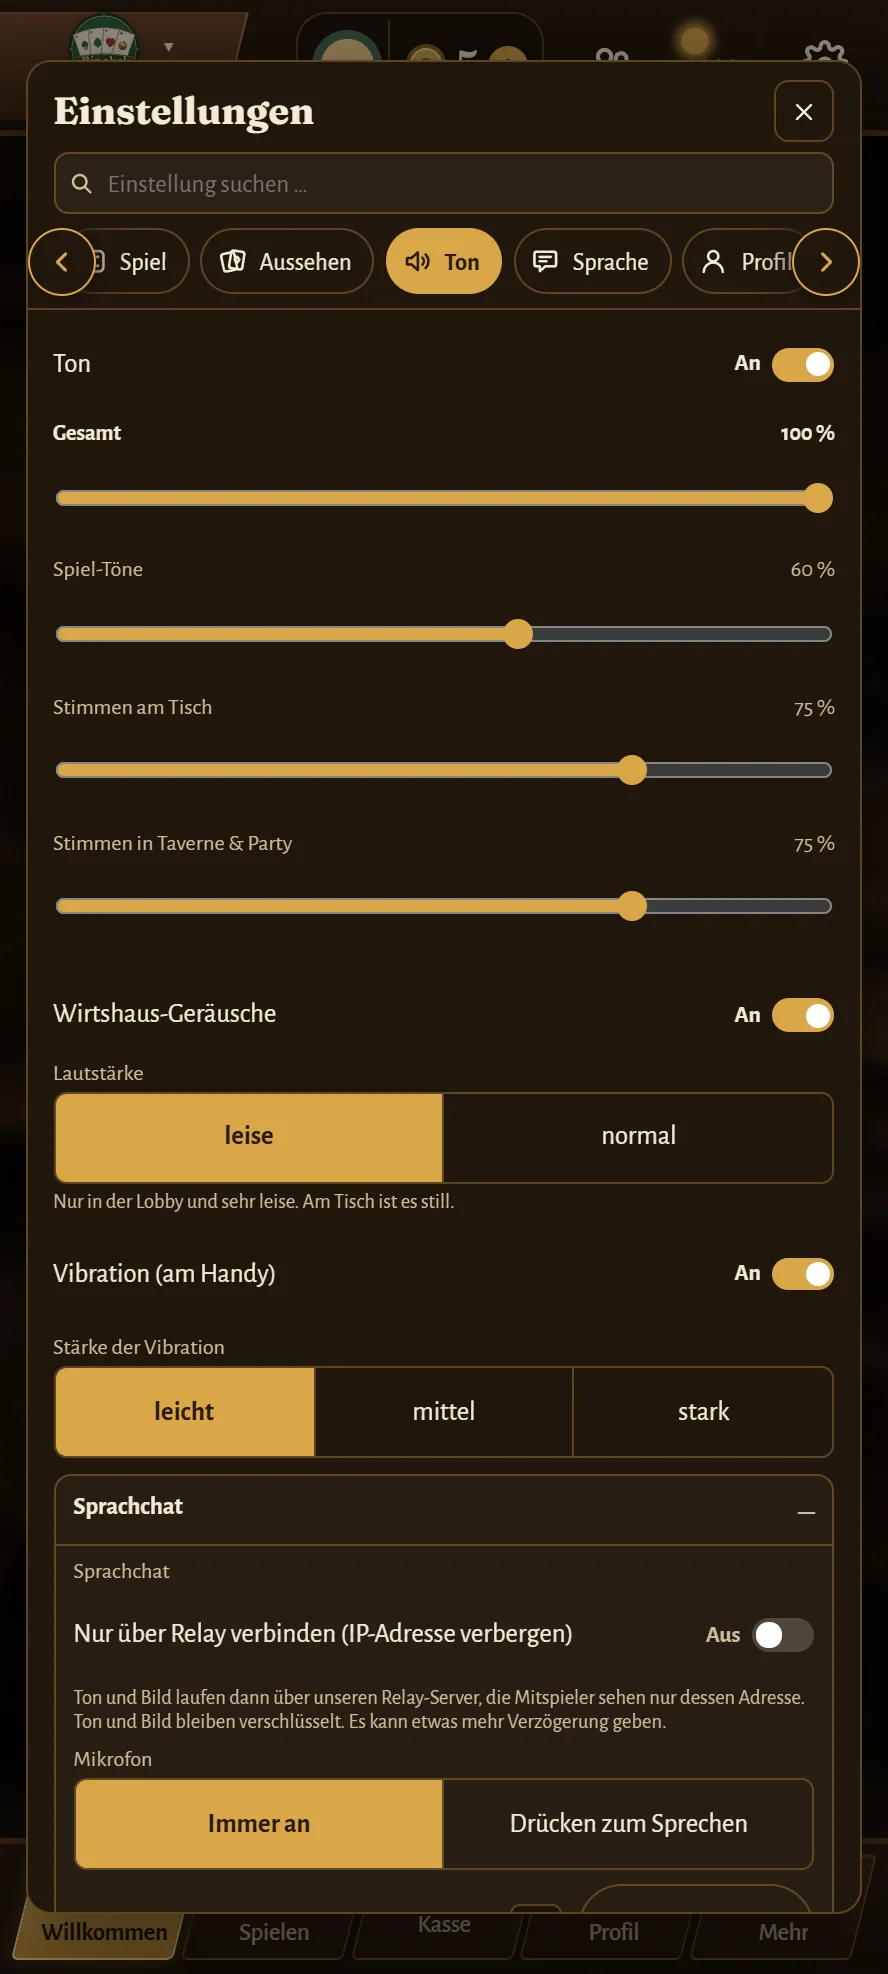 Einstellungen
Einstellung suchen ...
Spiel
Aussehen
Ton
Sprache
Profil
Ton
An
Gesamt
100 %
Spiel-Töne
60 %
Stimmen am Tisch
75 %
Stimmen in Taverne & Party
75 %
Wirtshaus-Geräusche
An
Lautstärke
leise
normal
Nur in der Lobby und sehr leise. Am Tisch ist es still.
Vibration (am Handy)
An
Stärke der Vibration
leicht
mittel
stark
Sprachchat
Sprachchat
Nur über Relay verbinden (IP-Adresse verbergen)
Aus
Ton und Bild laufen dann über unseren Relay-Server, die Mitspieler sehen nur dessen Adresse.
Ton und Bild bleiben verschlüsselt. Es kann etwas mehr Verzögerung geben.
Mikrofon
Immer an
Drücken zum Sprechen
Willkommen
Spielen
Kasse
Profil
Mehr